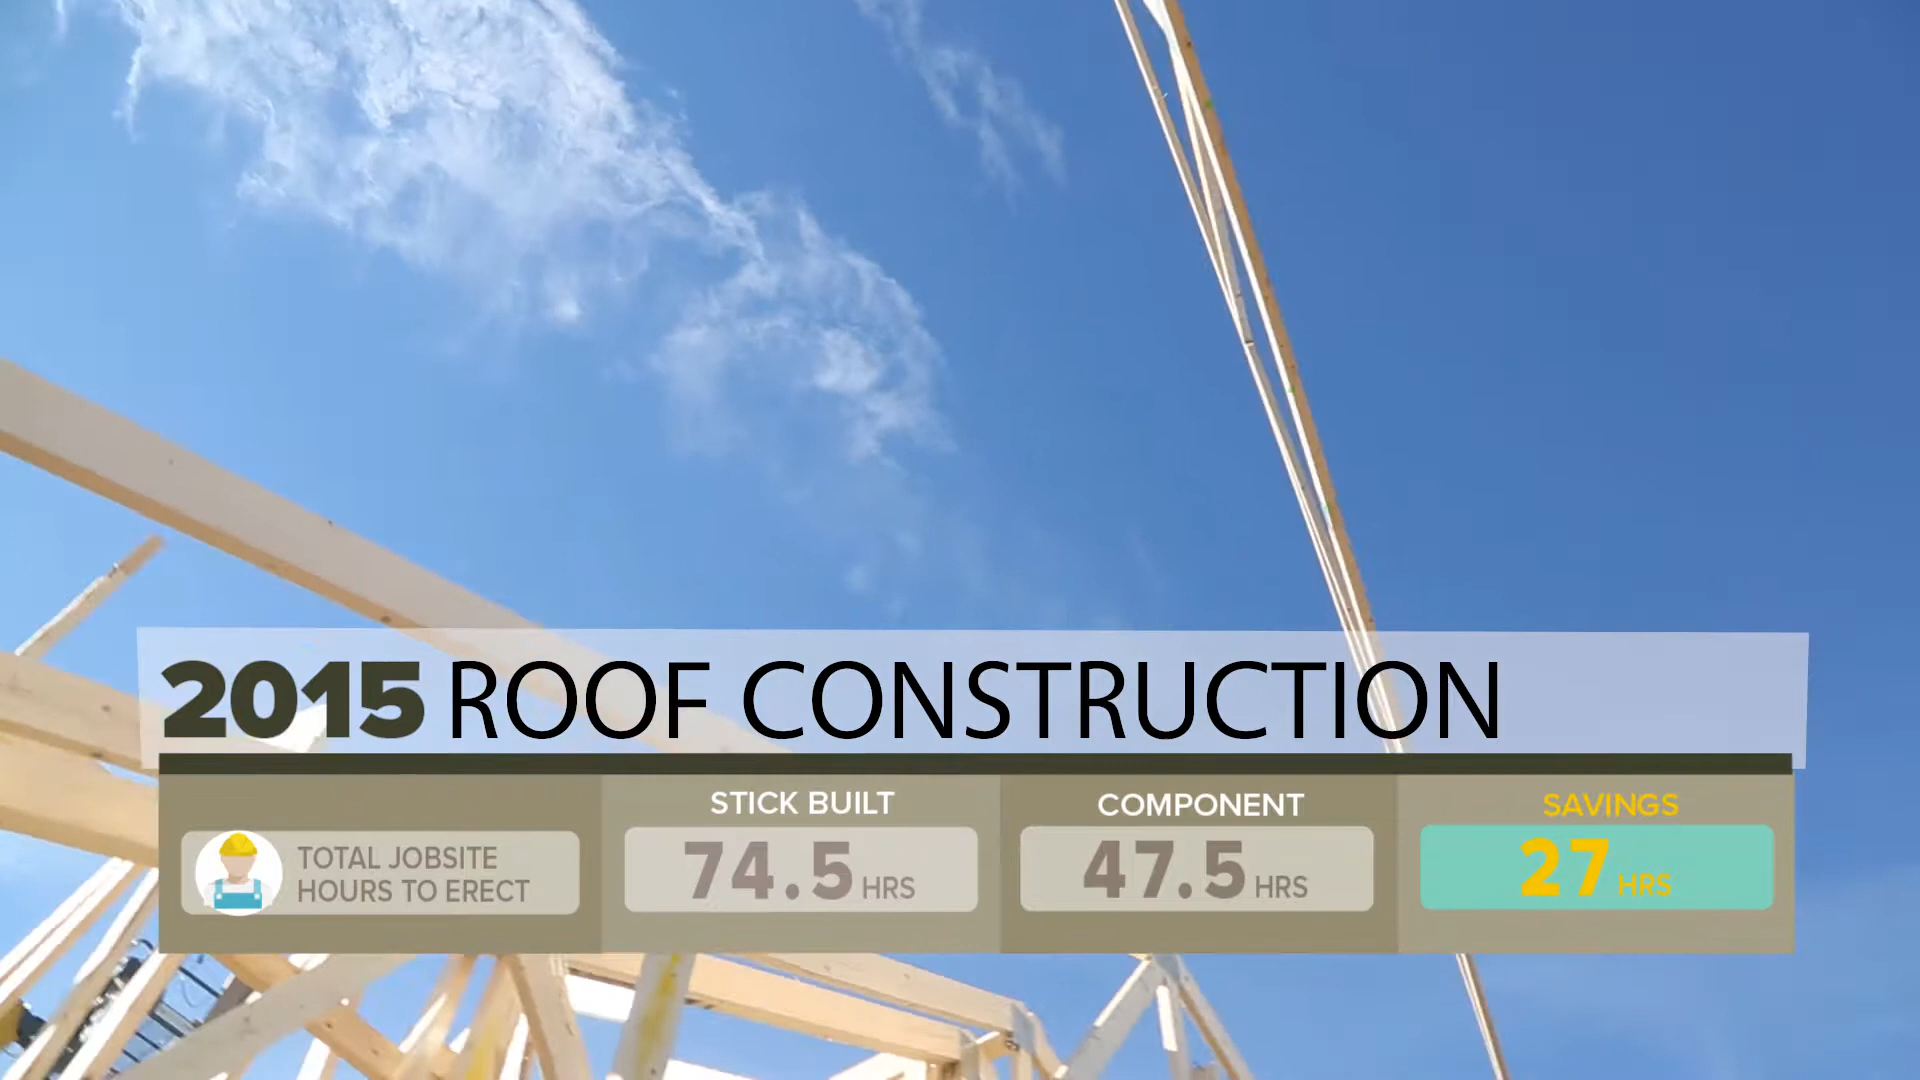 2015 ROOF CONSTRUCTION
STICK BUILT
COMPONENT
SAVINGS
TOTAL JOBSITE
HOURS TO ERECT
74.5 HRS
47.5 HRS
27 HRS